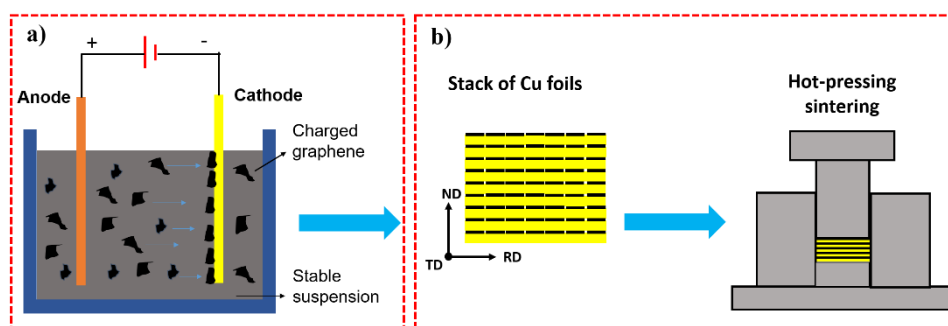 a)
+
-
Anode
Cathode
Charged
graphene
Stable
suspension
b)
Stack of Cu foils
ND
TD
RD
Hot-pressing
sintering